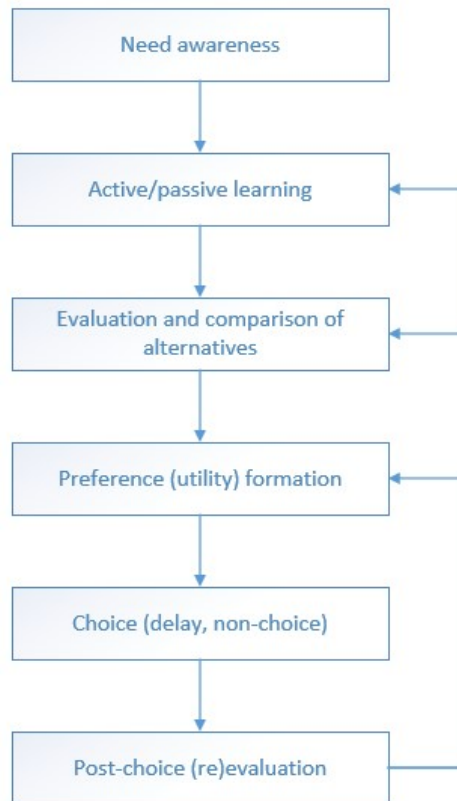 Need awareness
Active/passive learning
Evaluation and comparison of
alternatives
Preference (utility) formation
Choice (delay, non-choice)
Post-choice (re)evaluation